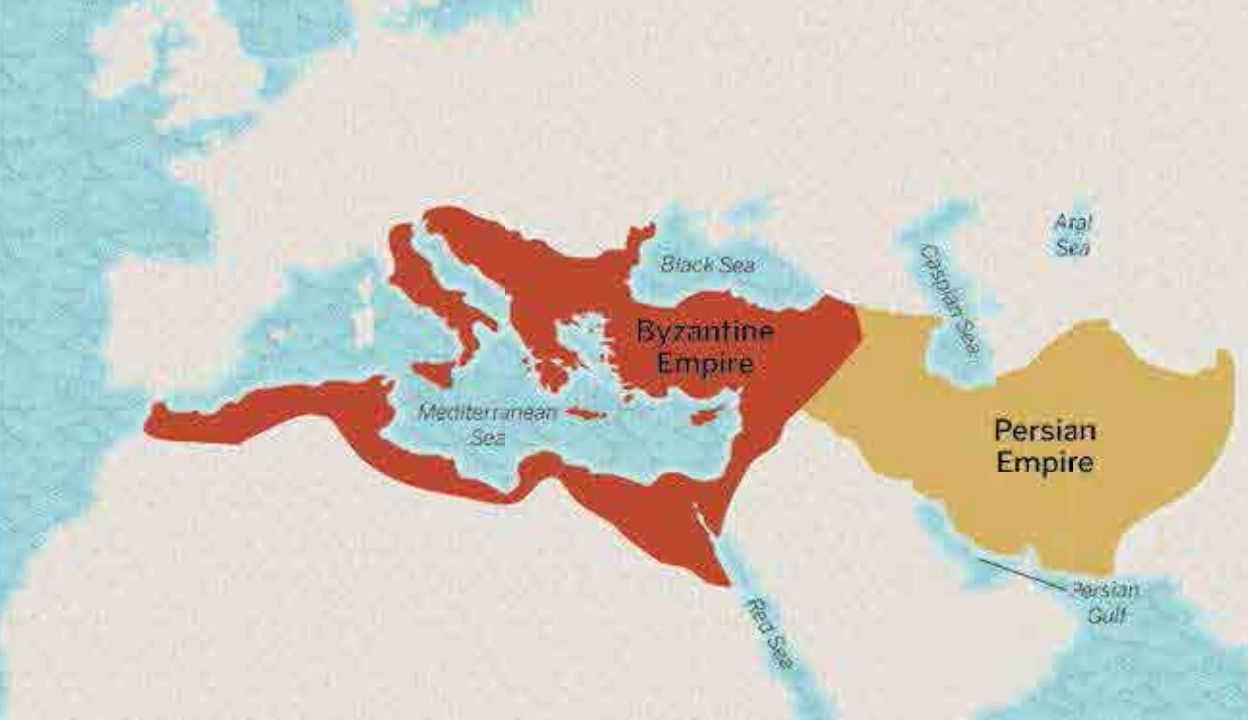 Aral
Sea
Caspian Sea
Black Sea
Byzantine
Empire
Mediterranean
Sea
Persian
Empire
Persian
Gulf
Red Sea